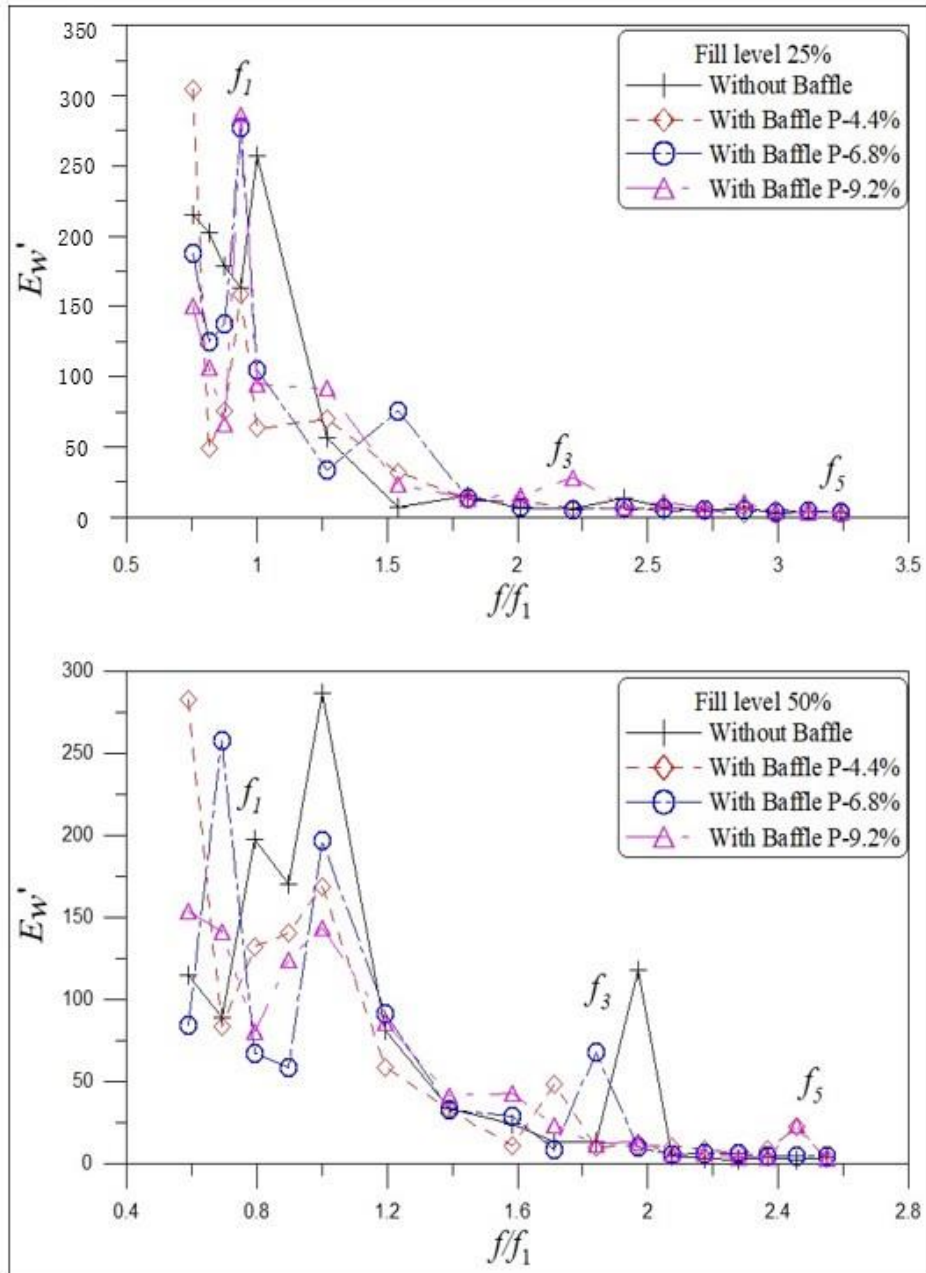 350
300
250
200
150
100
50
0
Ew'
f1
f3
f5
Fill level 25%
Without Baffle
With Baffle P-4.4%
With Baffle P-6.8%
With Baffle P-9.2%
0.5 1 1.5 2 2.5 3 3.5
f/f1
300
250
200
150
100
50
0
Ew'
f1
f3
f5
Fill level 50%
Without Baffle
With Baffle P-4.4%
With Baffle P-6.8%
With Baffle P-9.2%
0.4 0.8 1.2 1.6 2 2.4 2.8
f/f1